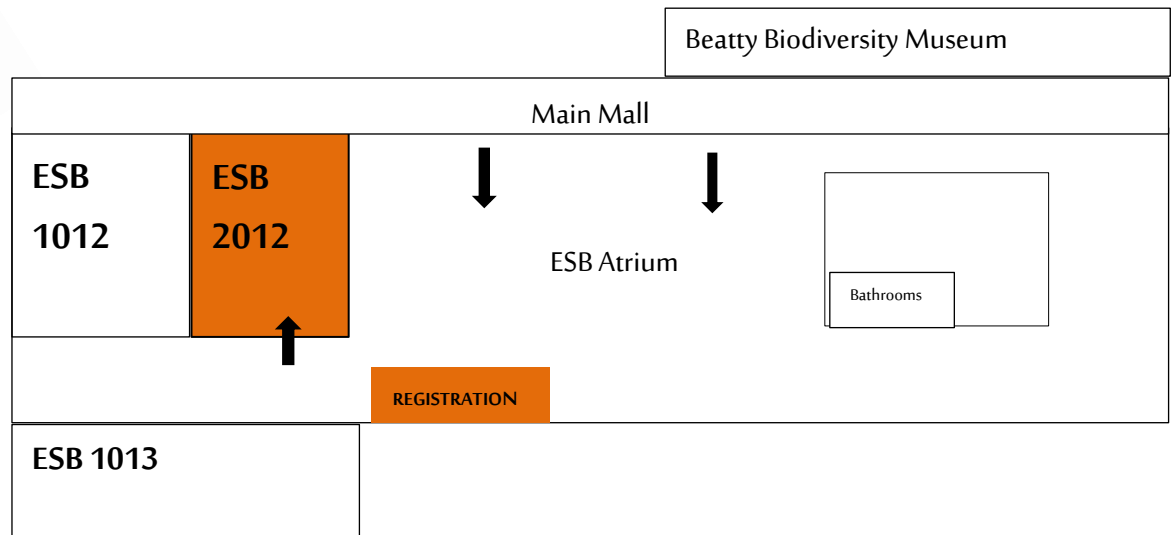 Beatty Biodiversity Museum
Main Mall
ESB
1012
ESB
2012
ESB Atrium
Bathrooms
REGISTRATION
ESB 1013